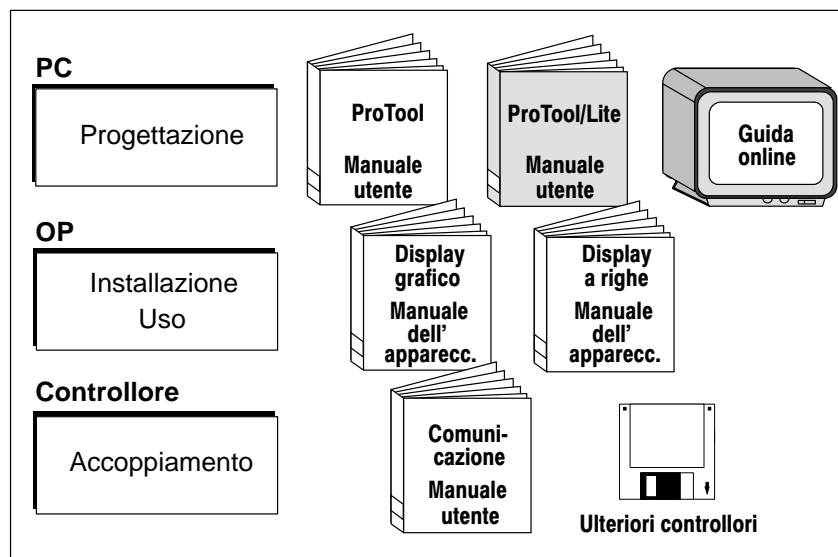 PC
Progettazione
ProTool
Manuale
utente
ProTool/Lite
Manuale
utente
Guida
online
OP
Installazione
Uso
Display
grafico
Manuale
dell'
apparecc.
Display
a righe
Manuale
dell'
apparecc.
Controllore
Accoppiamento
Comuni-
cazione
Manuale
utente
Ulteriori controllori